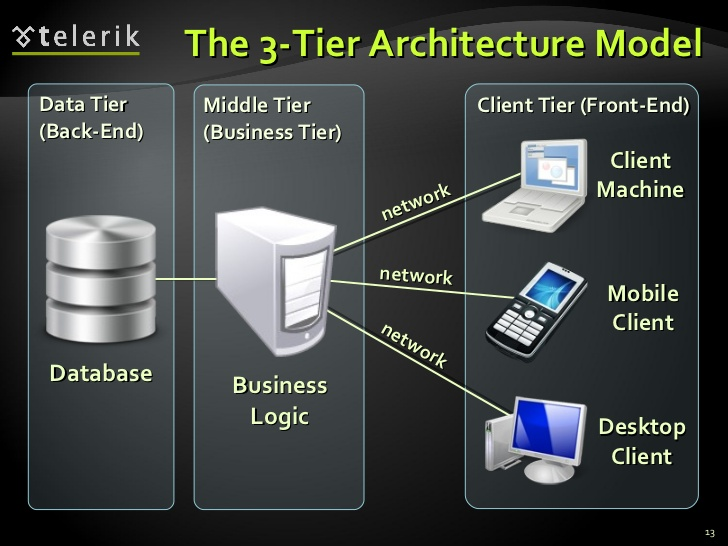 telerik
The 3-Tier Architecture Model
Data Tier
(Back-End)
Middle Tier
(Business Tier)
Client Tier (Front-End)
Database
Business
Logic
network
network
network
Client
Machine
Mobile
Client
Desktop
Client
13